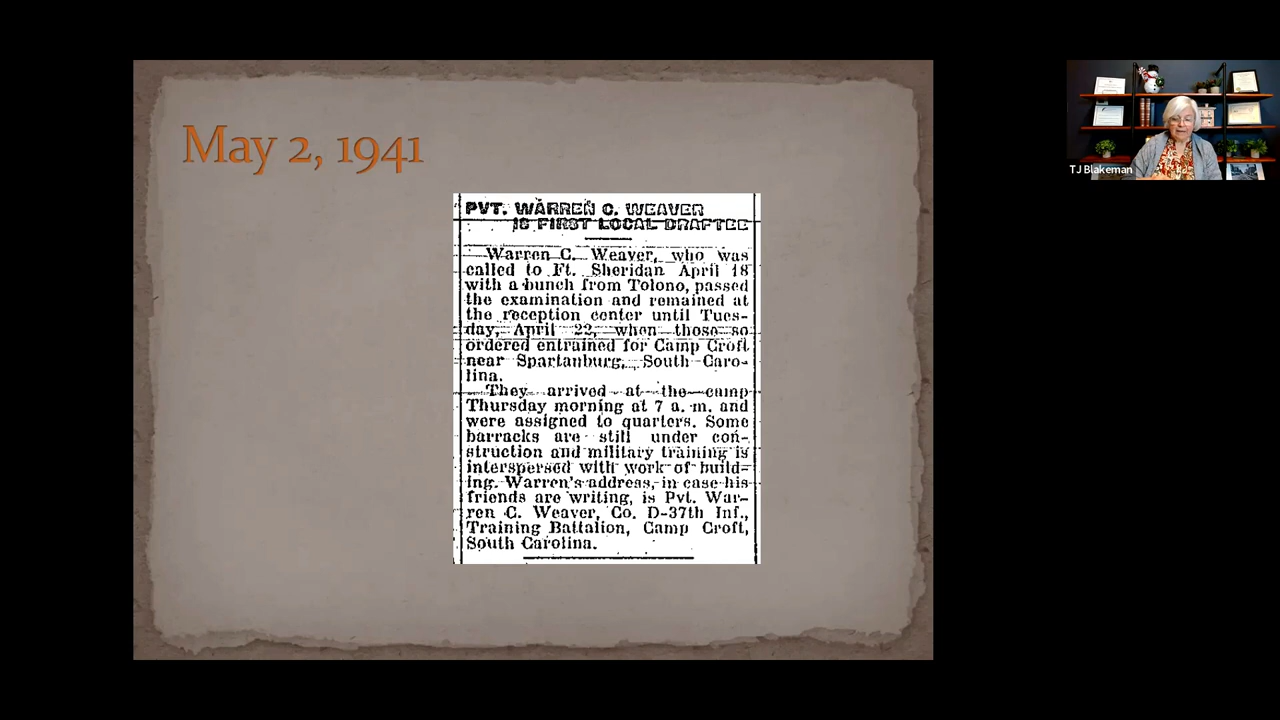 May 2, 1941
PVT. WARREN C. WEAVER
IS FIRST LOCAL DRAFTEE
Warren C. Weaver, who was
called to Ft. Sheridan April 18
with a bunch from Tolono, passed
the examination and remained at
the reception center until Tues-
day, April 22, when those so
ordered entrained for Camp Croft
near Spartanburg, South Caro-
lina.
They arrived at the camp
Thursday morning at 7 a. m. and
were assigned to quarters. Some
barracks are still under con-
struction and military training is
interspersed with work of build-
ing. Warren's address, in case his
friends are writing, is Pvt. War-
ren C. Weaver, Co. D-37th Inf.,
Training Battalion, Camp Croft,
South Carolina.
TJ Blakeman